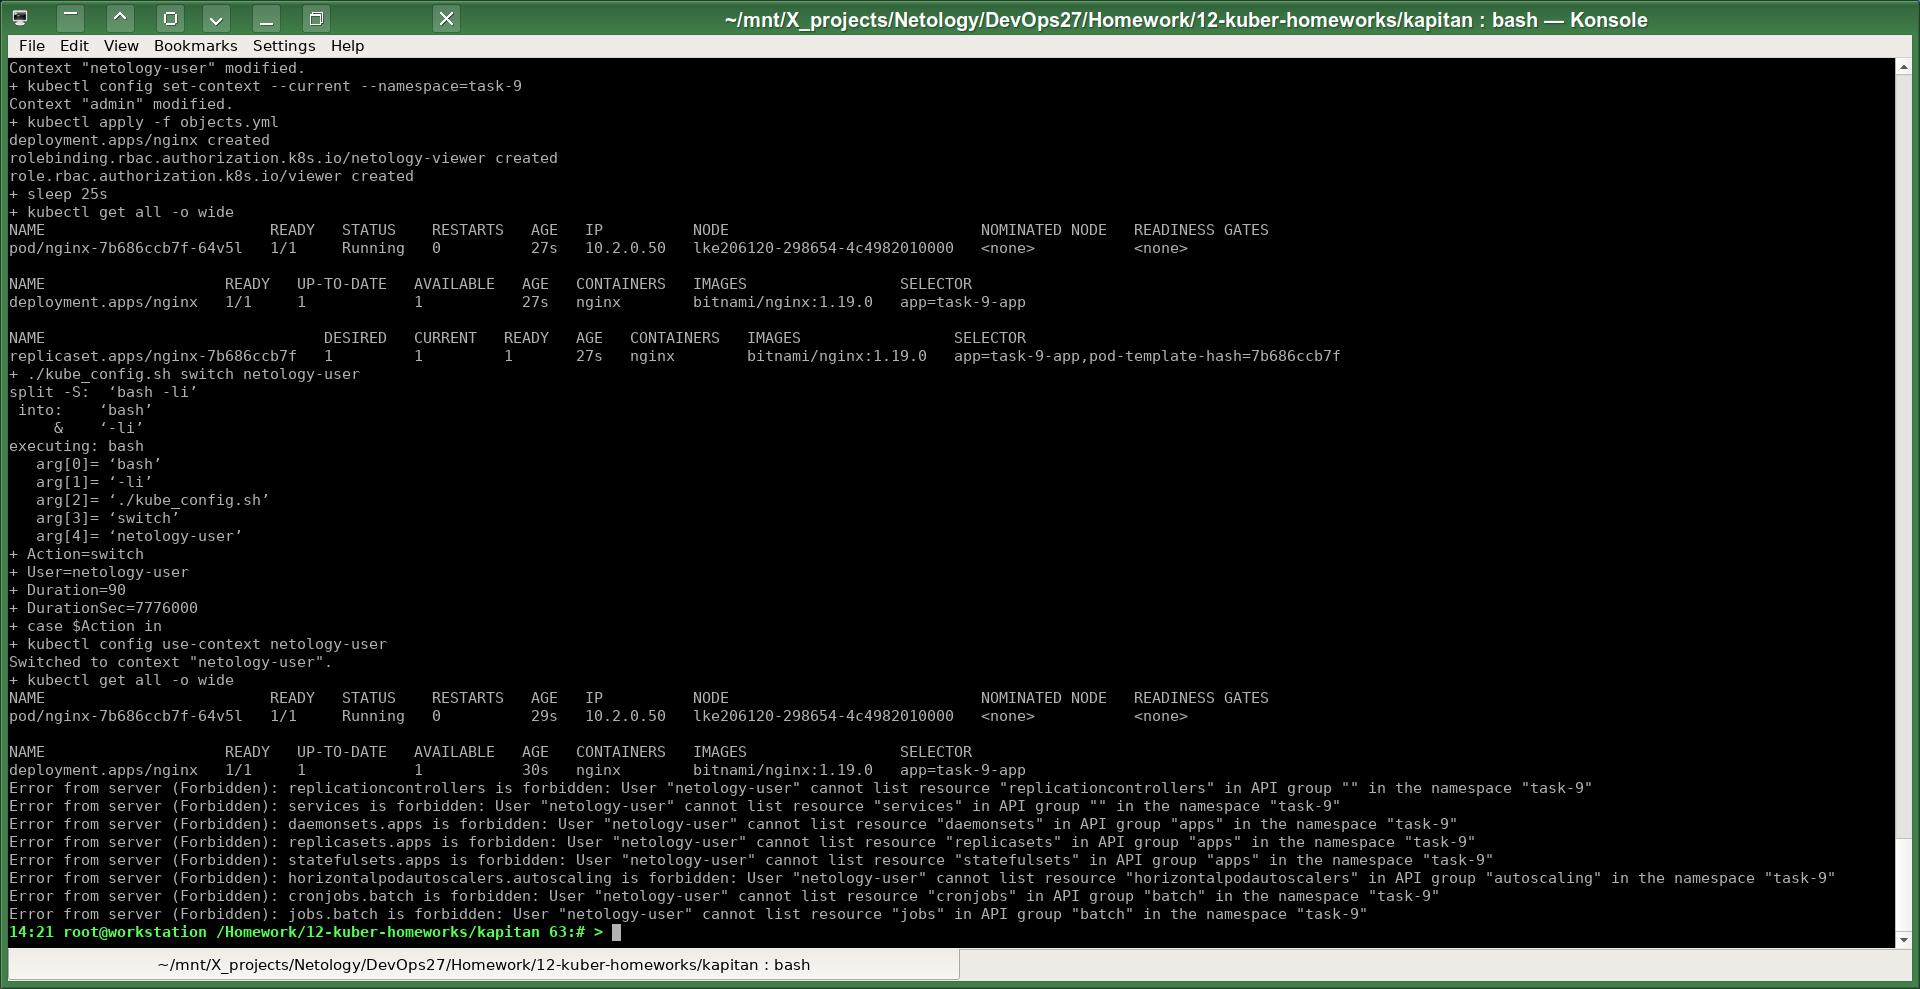 ~/mnt/X_projects/Netology/DevOps27/Homework/12-kuber-homeworks/kapitan : bash — Konsole
File Edit View Bookmarks Settings Help
Context "netology-user" modified.
+ kubectl config set-context --current --namespace=task-9
Context "admin" modified.
+ kubectl apply -f objects.yml
deployment.apps/nginx created
rolebinding.rbac.authorization.k8s.io/netology-viewer created
role.rbac.authorization.k8s.io/viewer created
+ sleep 25s
+ kubectl get all -o wide
NAME                        READY   STATUS    RESTARTS   AGE   IP          NODE                            NOMINATED NODE   READINESS GATES
pod/nginx-7b686ccb7f-64v5l   1/1     Running   0          27s   10.2.0.50   lke206120-298654-4c4982010000   <none>           <none>
NAME                    READY   UP-TO-DATE   AVAILABLE   AGE   CONTAINERS   IMAGES                 SELECTOR
deployment.apps/nginx   1/1     1            1           27s   nginx        bitnami/nginx:1.19.0   app=task-9-app
NAME                               DESIRED   CURRENT   READY   AGE   CONTAINERS   IMAGES                 SELECTOR
replicaset.apps/nginx-7b686ccb7f   1         1         1       27s   nginx        bitnami/nginx:1.19.0   app=task-9-app,pod-template-hash=7b686ccb7f
+ ./kube_config.sh switch netology-user
split -S:  ‘bash -li’
 into:    ‘bash’
     &    ‘-li’
executing: bash
   arg[0]= ‘bash’
   arg[1]= ‘-li’
   arg[2]= ‘./kube_config.sh’
   arg[3]= ‘switch’
   arg[4]= ‘netology-user’
+ Action=switch
+ User=netology-user
+ Duration=90
+ DurationSec=7776000
+ case $Action in
+ kubectl config use-context netology-user
Switched to context "netology-user".
+ kubectl get all -o wide
NAME                        READY   STATUS    RESTARTS   AGE   IP          NODE                            NOMINATED NODE   READINESS GATES
pod/nginx-7b686ccb7f-64v5l   1/1     Running   0          29s   10.2.0.50   lke206120-298654-4c4982010000   <none>           <none>
NAME                    READY   UP-TO-DATE   AVAILABLE   AGE   CONTAINERS   IMAGES                 SELECTOR
deployment.apps/nginx   1/1     1            1           30s   nginx        bitnami/nginx:1.19.0   app=task-9-app
Error from server (Forbidden): replicationcontrollers is forbidden: User "netology-user" cannot list resource "replicationcontrollers" in API group "" in the namespace "task-9"
Error from server (Forbidden): services is forbidden: User "netology-user" cannot list resource "services" in API group "" in the namespace "task-9"
Error from server (Forbidden): daemonsets.apps is forbidden: User "netology-user" cannot list resource "daemonsets" in API group "apps" in the namespace "task-9"
Error from server (Forbidden): replicasets.apps is forbidden: User "netology-user" cannot list resource "replicasets" in API group "apps" in the namespace "task-9"
Error from server (Forbidden): statefulsets.apps is forbidden: User "netology-user" cannot list resource "statefulsets" in API group "apps" in the namespace "task-9"
Error from server (Forbidden): horizontalpodautoscalers.autoscaling is forbidden: User "netology-user" cannot list resource "horizontalpodautoscalers" in API group "autoscaling" in the namespace "task-9"
Error from server (Forbidden): cronjobs.batch is forbidden: User "netology-user" cannot list resource "cronjobs" in API group "batch" in the namespace "task-9"
Error from server (Forbidden): jobs.batch is forbidden: User "netology-user" cannot list resource "jobs" in API group "batch" in the namespace "task-9"
14:21 root@workstation /Homework/12-kuber-homeworks/kapitan 63:# >
~/mnt/X_projects/Netology/DevOps27/Homework/12-kuber-homeworks/kapitan : bash